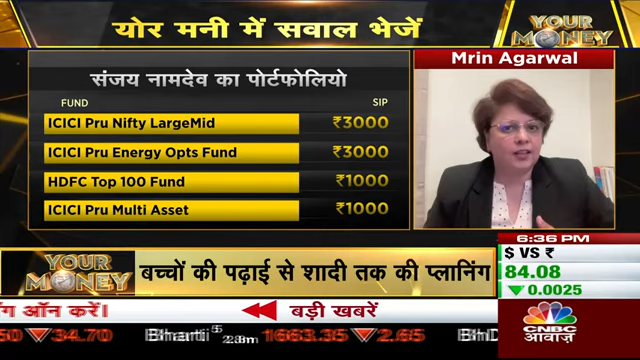 योर मनी में सवाल भेजें
YOUR MONEY
Mrin Agarwal
संजय नामदेव का पोर्टफोलियो
FUND SIP
ICICI Pru Nifty LargeMid ₹3000
ICICI Pru Energy Opts Fund ₹3000
HDFC Top 100 Fund ₹1000
ICICI Pru Multi Asset ₹1000
6:36 PM
$ VS ₹
84.08
0.0025
YOUR MONEY
बच्चों की पढ़ाई से शादी तक की प्लानिंग
ऑन करें।
बड़ी खबरें
CNBC
आवाज़
50 34.70 Bharti 1663.35 2.65